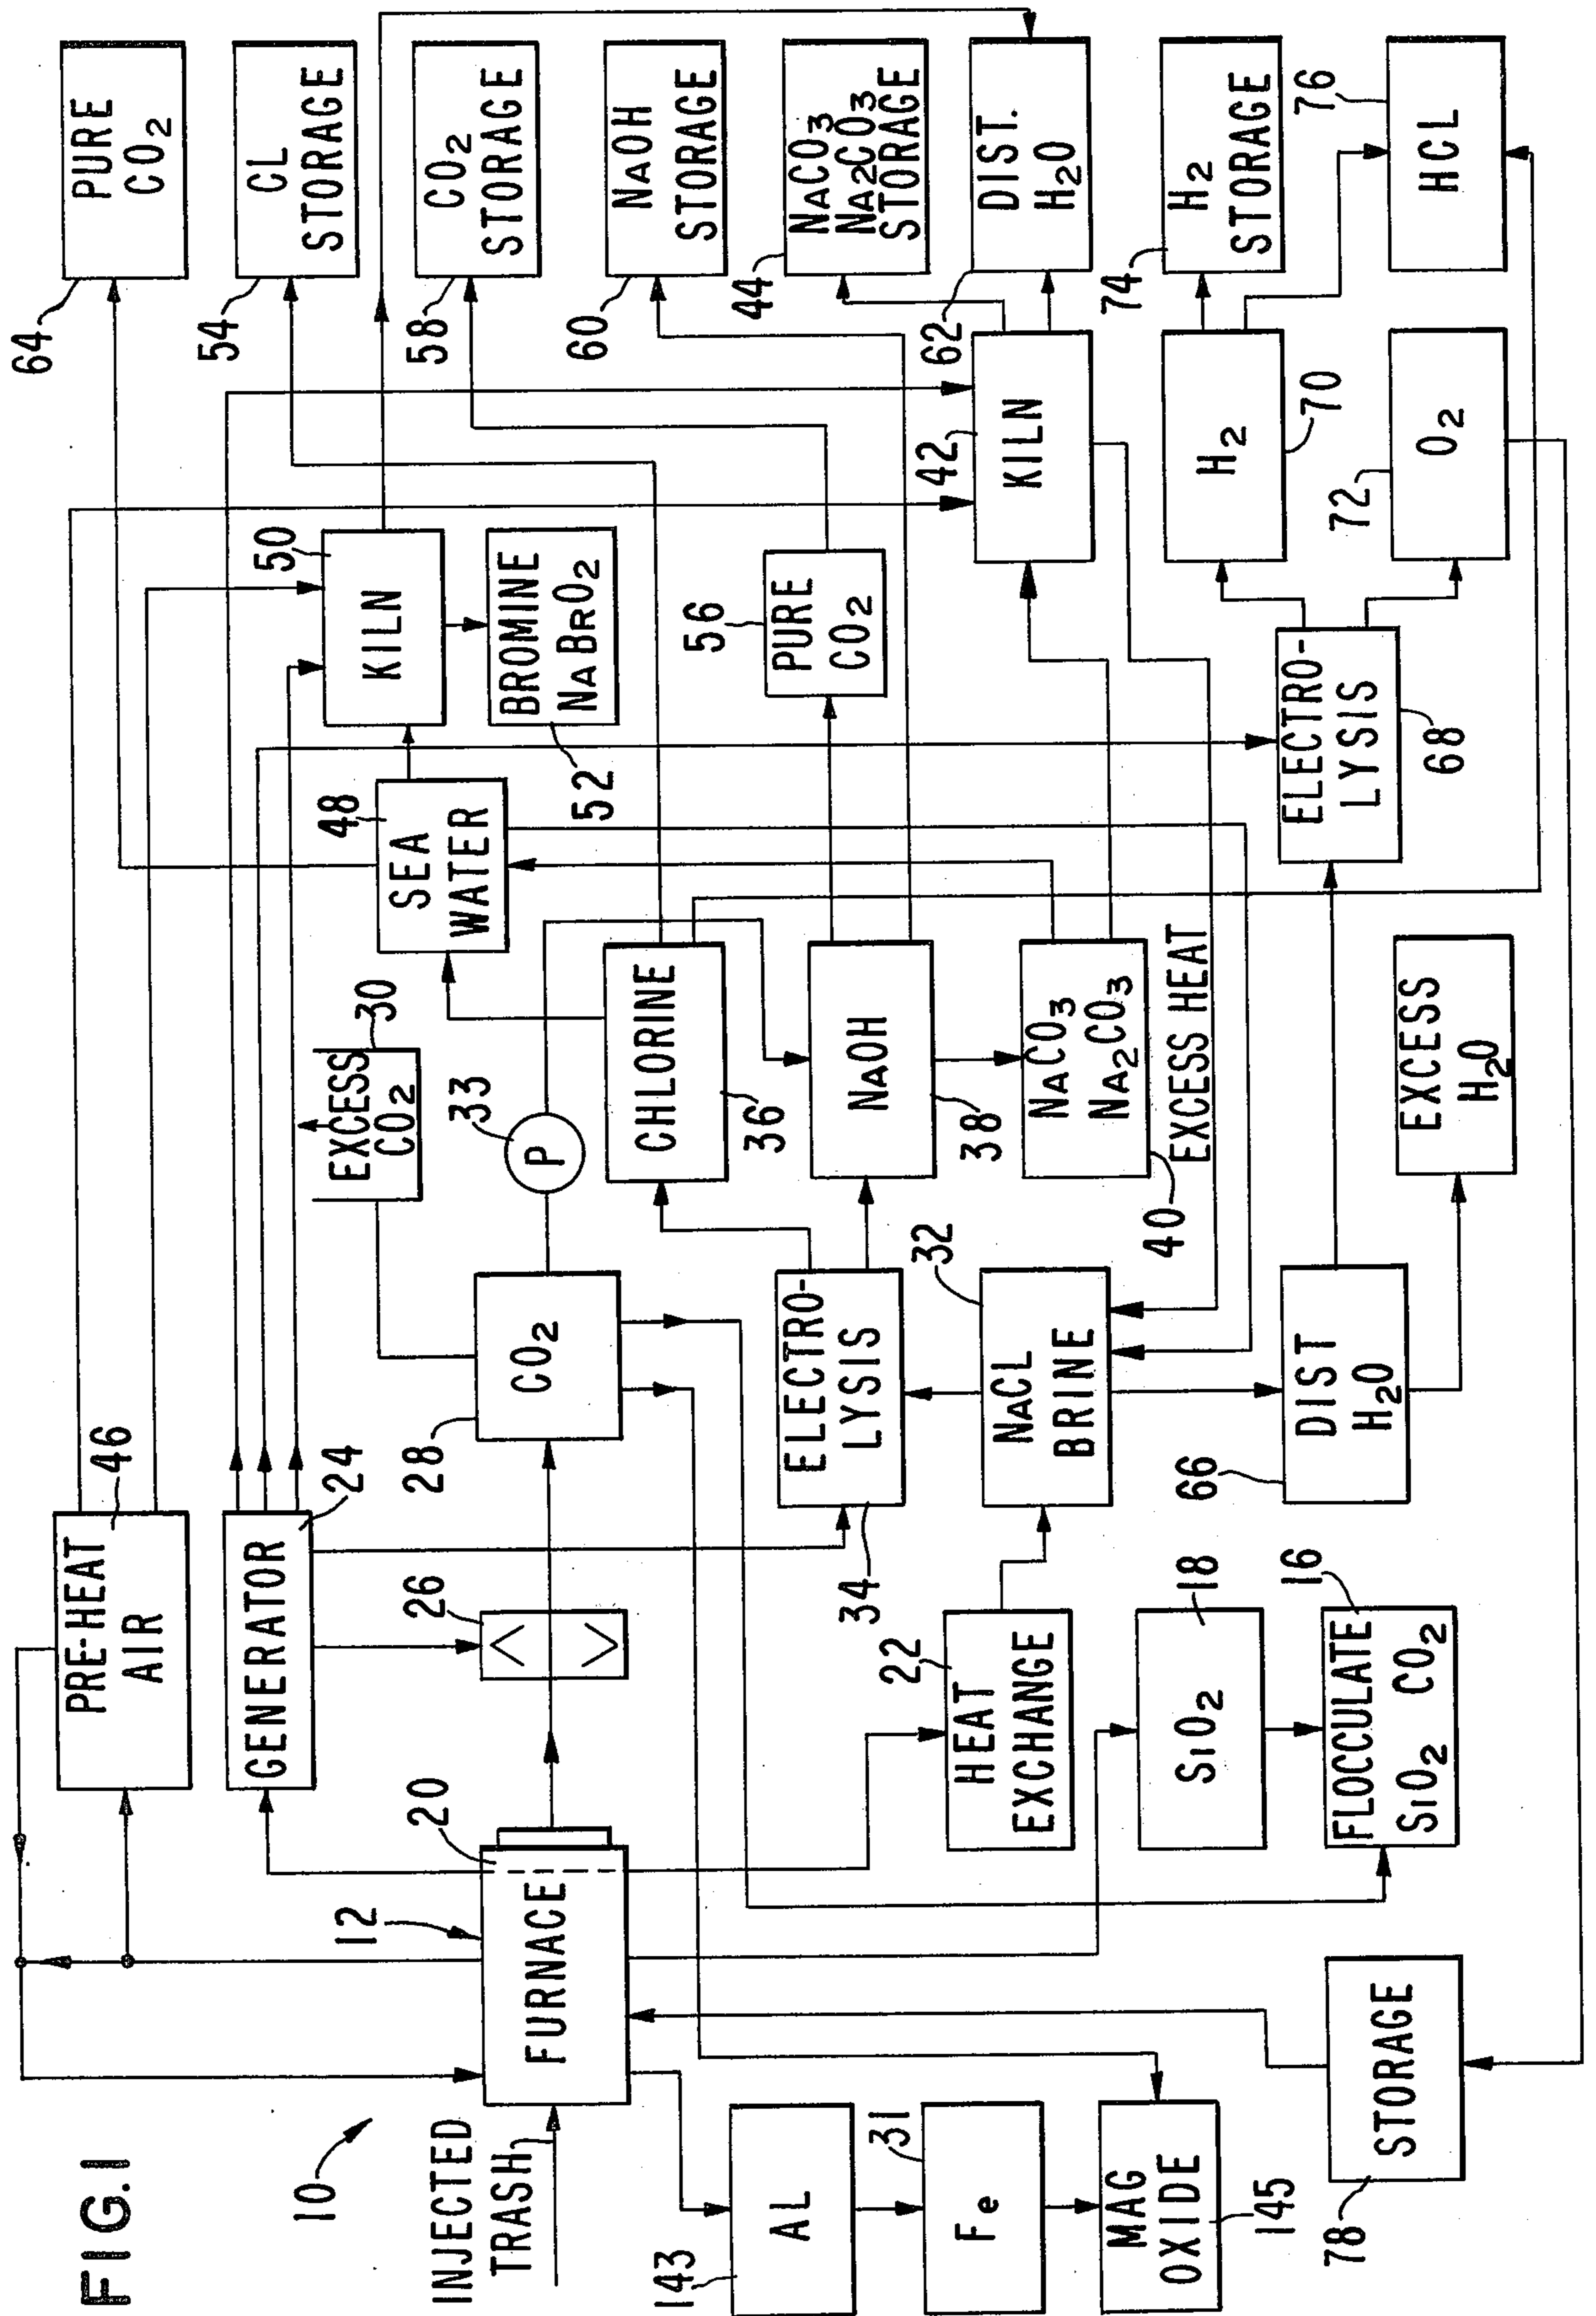 FIG.1
10
INJECTED
TRASH
12
FURNACE
20
PRE-HEAT
AIR
46
GENERATOR
24
26
CO2
28
EXCESS
CO2
30
P
33
AL
143
Fe
31
MAG
OXIDE
145
STORAGE
78
HEAT
EXCHANGE
22
SiO2
18
FLOCCULATE
SiO2 CO2
16
ELECTRO-
LYSIS
34
NACL
BRINE
32
DIST
H2O
66
EXCESS
H2O
CHLORINE
36
NAOH
38
NACO3
NA2CO3
40
EXCESS HEAT
SEA
WATER
48
KILN
50
BROMINE
NABRO2
52
PURE
CO2
56
KILN
42
ELECTRO-
LYSIS
68
H2
70
O2
72
PURE
CO2
64
CL
STORAGE
54
CO2
STORAGE
58
NAOH
STORAGE
60
NACO3
NA2CO3
STORAGE
44
DIST.
H2O
62
H2
STORAGE
74
HCL
76